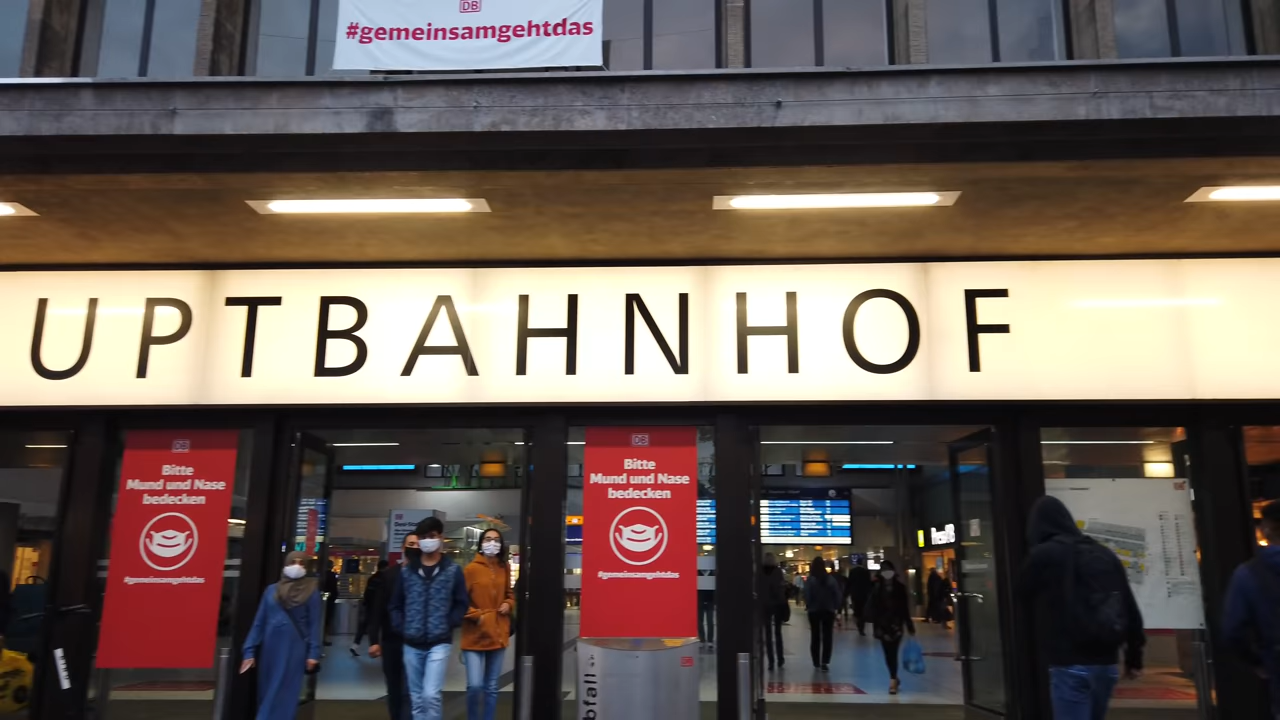 DB
#gemeinsamgehtdas
UPTBAHNHOF
DB
Bitte
Mund und Nase
bedecken
#gemeinsamgehtdas
DB
Bitte
Mund und Nase
bedecken
#gemeinsamgehtdas
bfall